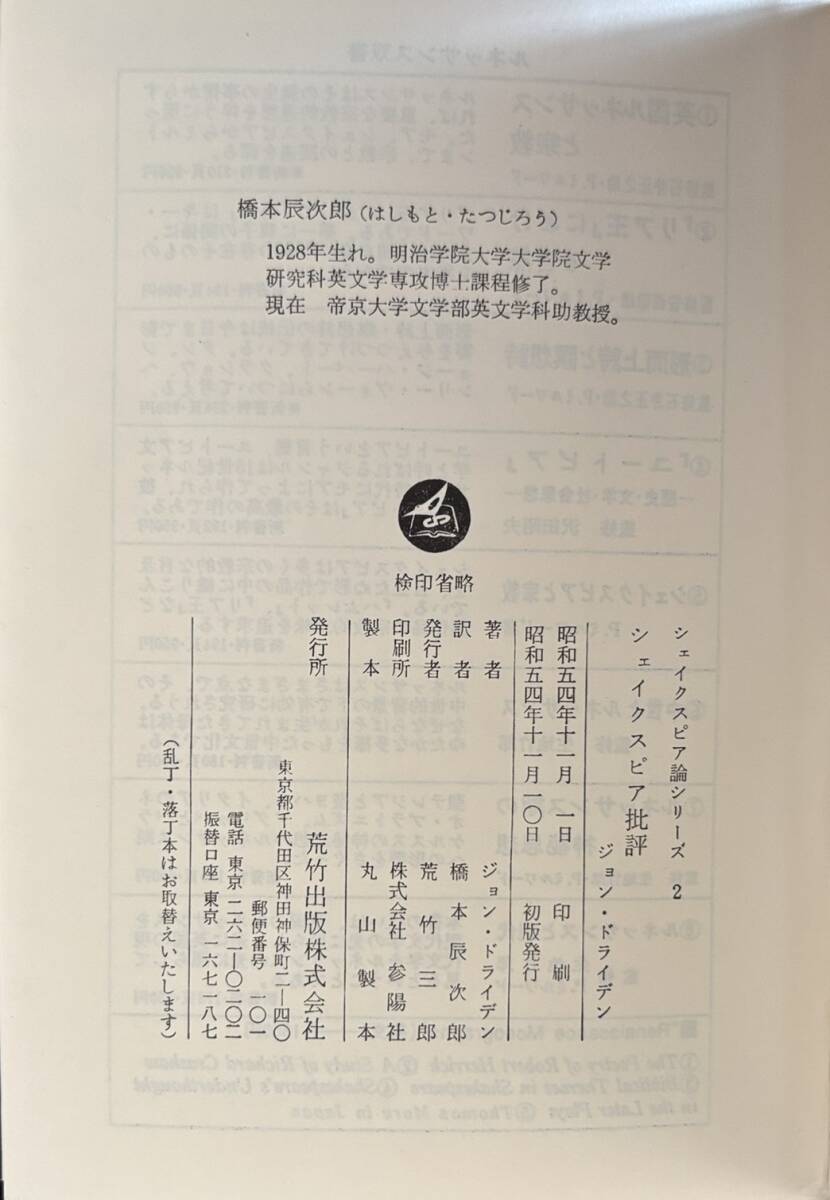 橋本辰次郎（はしもと・たつじろう）
1928年生れ。明治学院大学大学院文学
研究科英文学専攻博士課程修了。
現在　帝京大学文学部英文学科助教授。
検印省略
シェイクスピア論シリーズ 2
シェイクスピア批評
ジョン・ドライデン
昭和五四年十一月　一日　印　刷
昭和五四年十一月一〇日　初版発行
著　者　ジョン・ドライデン
訳　者　橋本辰次郎
発行者　荒竹三郎
印刷所　株式会社 参陽社
製　本　丸山製本
発行所　荒竹出版株式会社
東京都千代田区神田神保町二―四〇
郵便番号　一〇一
電話　東京　二六二―〇二〇二
振替口座　東京　一六七一八七
（乱丁・落丁本はお取替えいたします）